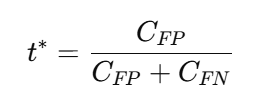 t* = C_FP / (C_FP + C_FN)